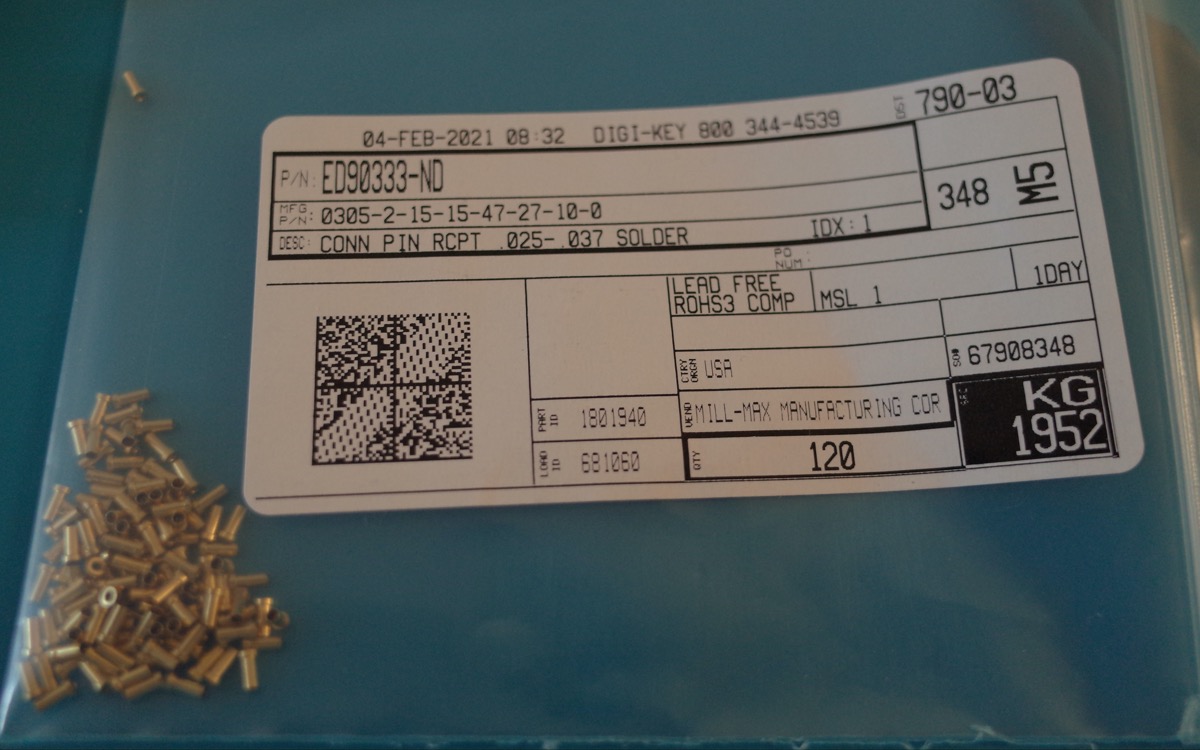 04-FEB-2021 08:32 DIGI-KEY 800 344-4539 790-03
P/N: ED90333-ND
MFG P/N: 0305-2-15-15-47-27-10-0
348 M5
DESC: CONN PIN RCPT .025-.037 SOLDER IDX: 1
PO NUM:
LEAD FREE
ROHS3 COMP
MSL 1
1DAY
CTRY ORGN USA
SO# 67908348
PART ID 1801940
VEND MILL-MAX MANUFACTURING COR
KG
1952
LOAD ID 681060
QTY 120